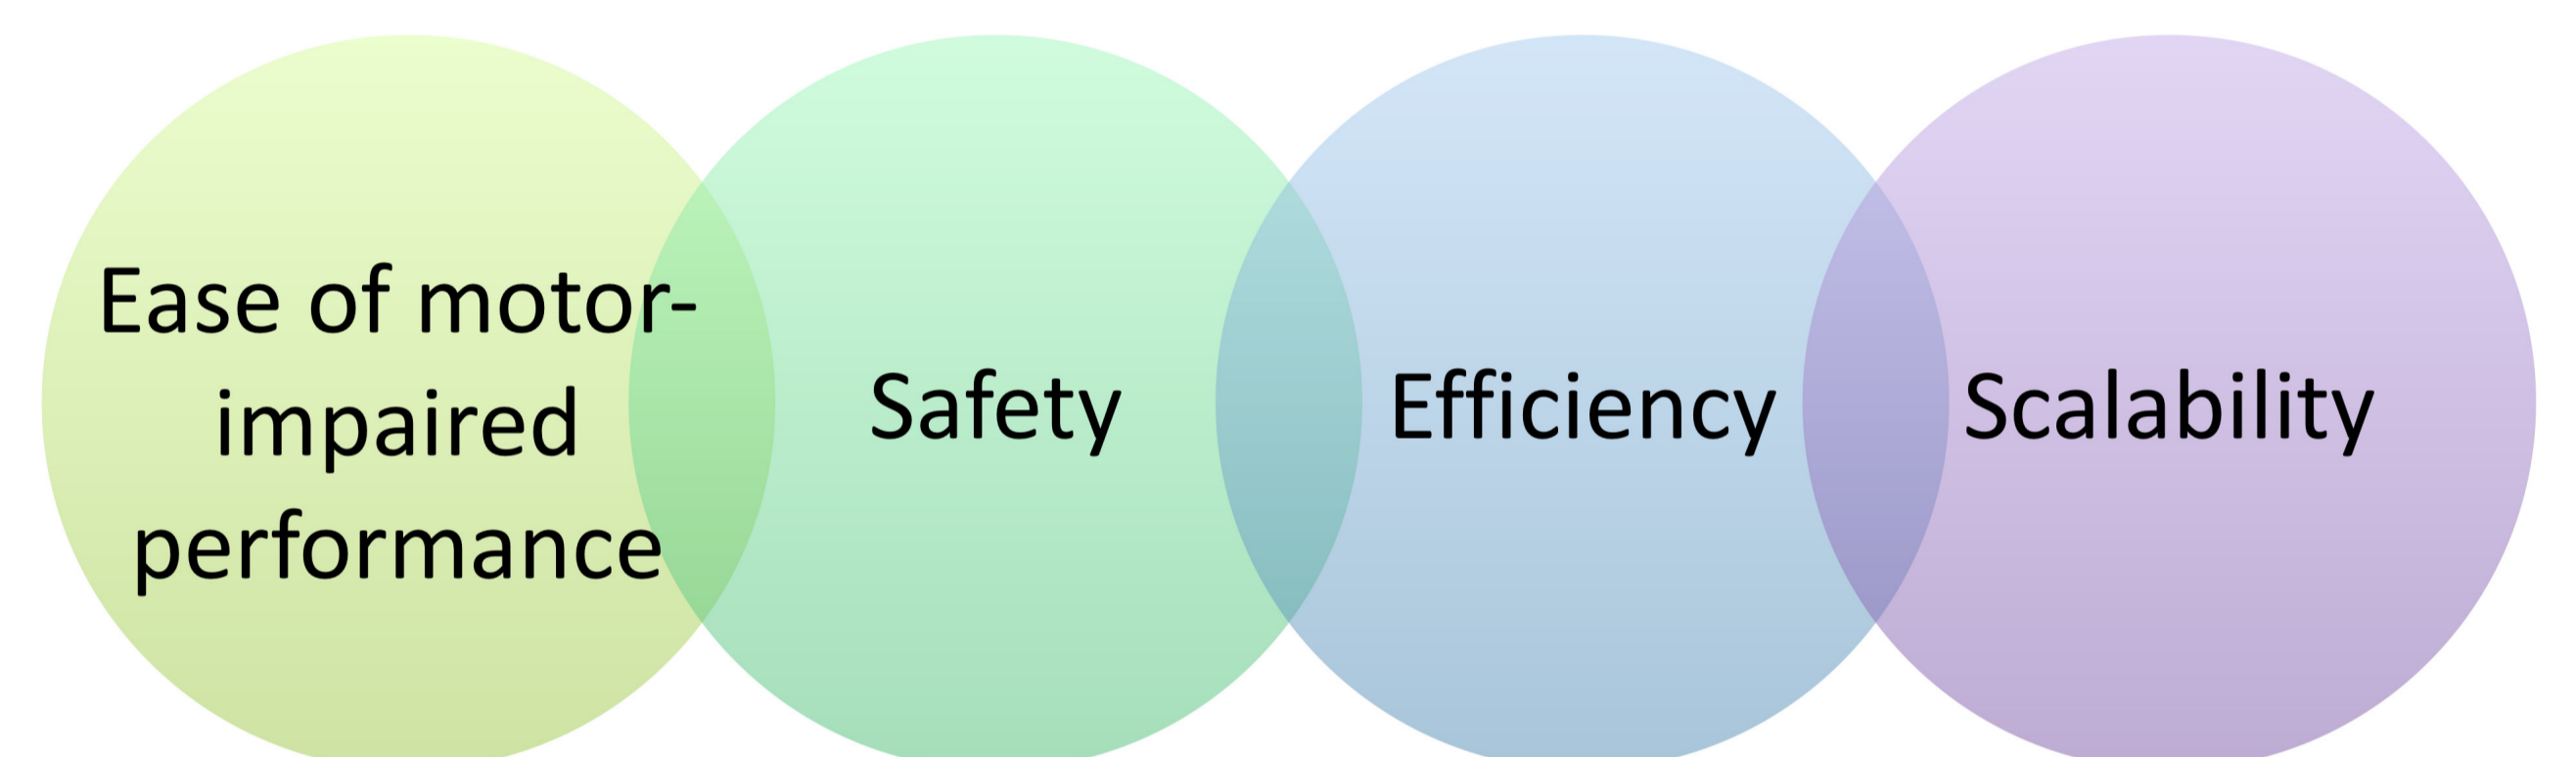 Ease of motor-
impaired
performance
Safety
Efficiency
Scalability